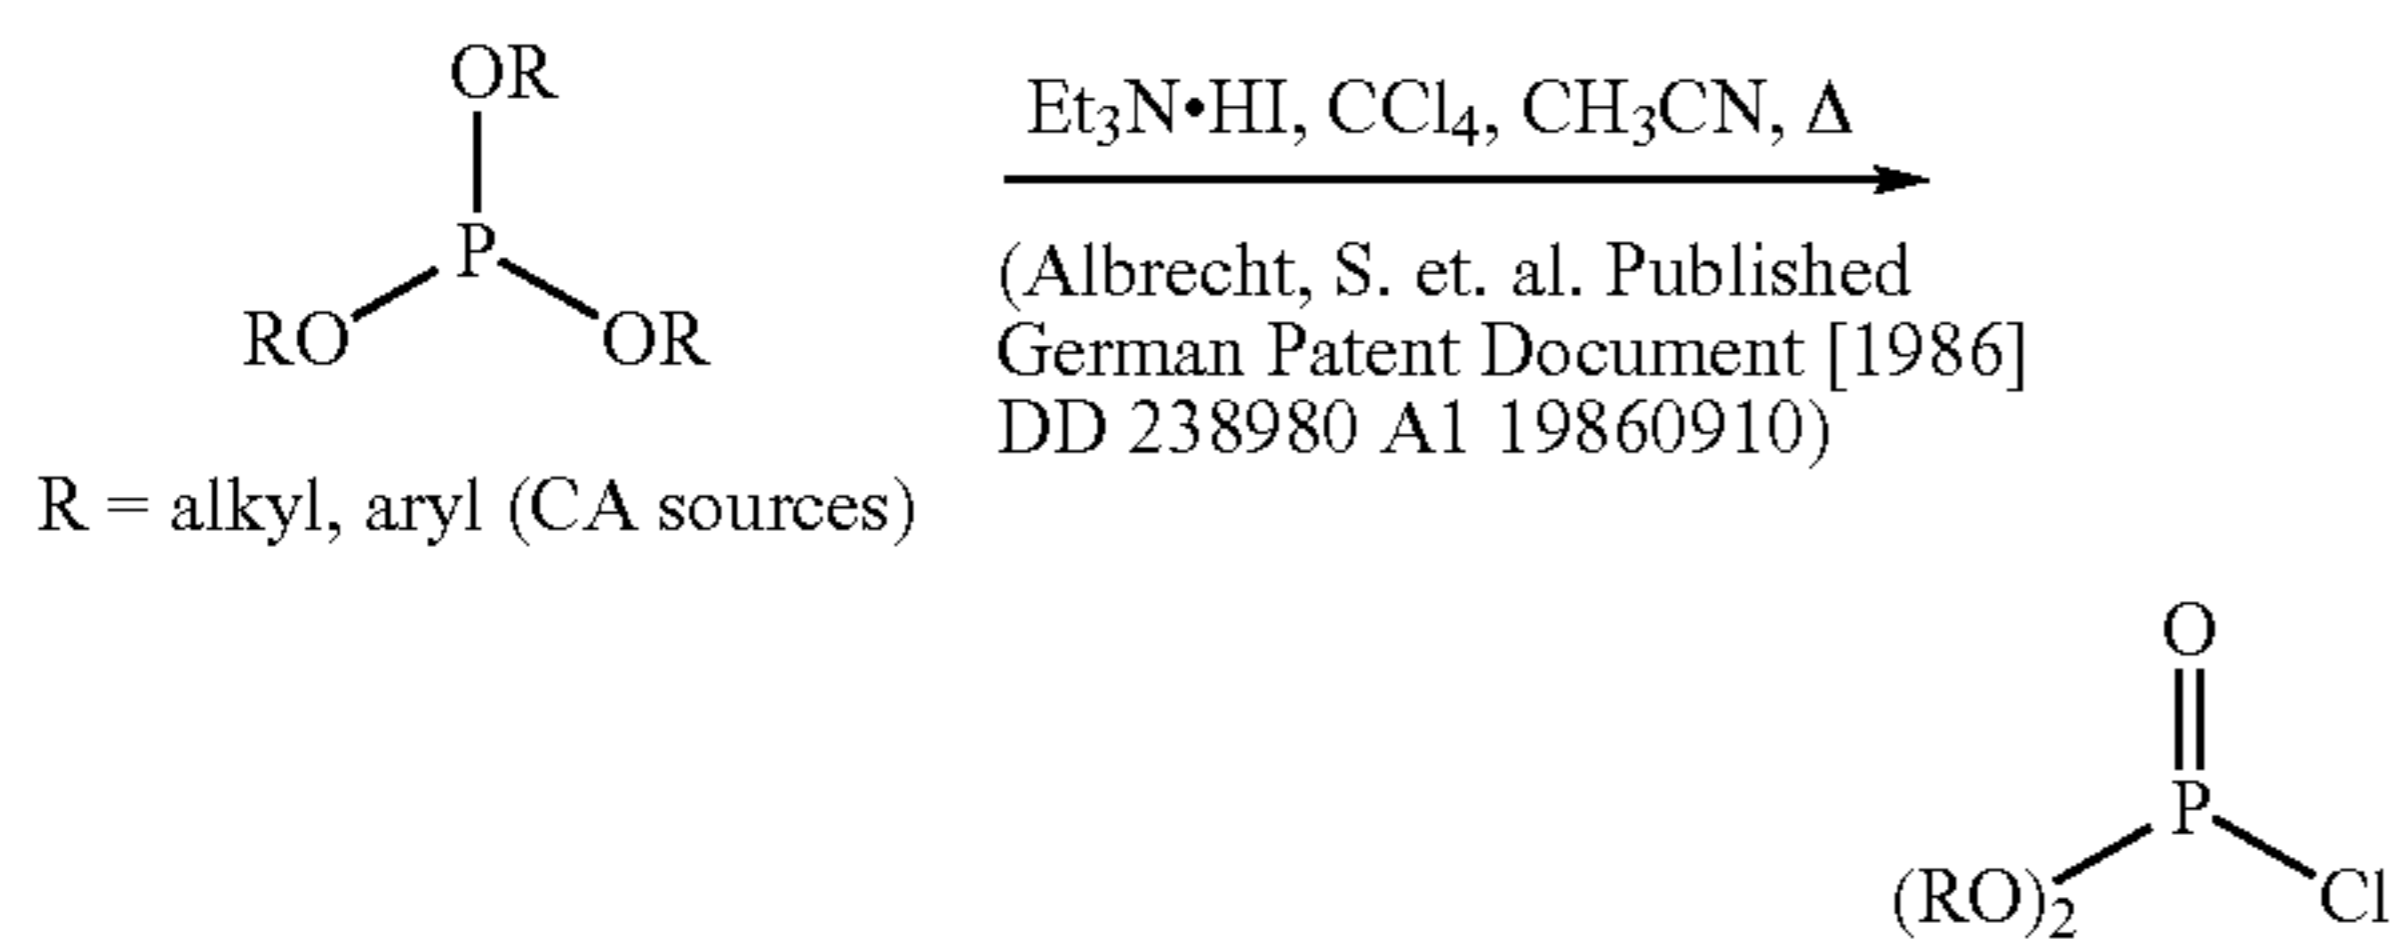 OR
Et3N•HI, CCl4, CH3CN, Δ
P
RO OR
(Albrecht, S. et. al. Published
German Patent Document [1986]
DD 238980 A1 19860910)
R = alkyl, aryl (CA sources)
O
P
(RO)2 Cl